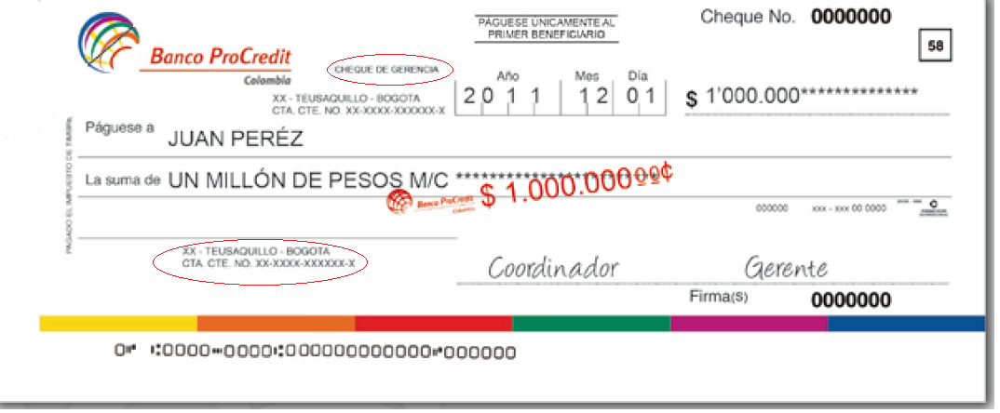 PÁGUESE ÚNICAMENTE AL
PRIMER BENEFICIARIO
Cheque No. 0000000
58
Banco ProCredit
Colombia
CHEQUE DE GERENCIA
XX - TEUSAQUILLO - BOGOTA
CTA. CTE. NO. XX-XXXX-XXXXXX-X
Año Mes Día
2 0 1 1 1 2 0 1
$ 1'000.000**************
Páguese a JUAN PERÉZ
La suma de UN MILLÓN DE PESOS M/C ************************
Banco ProCredit
Colombia
$ 1.000.000.00¢
PAGADO EL IMPUESTO DE TIMBRE
000000 xxx - xxx 00 0000
XX - TEUSAQUILLO - BOGOTA
CTA. CTE. NO. XX-XXXX-XXXXXX-X
Coordinador Gerente
Firma(s) 0000000
0⑈ ⑆0000⑉0000⑆00000000000000⑈000000